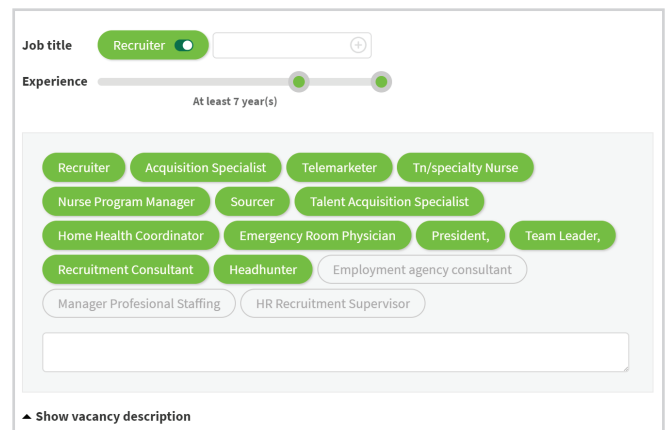 Job title Recruiter
Experience
At least 7 year(s)
Recruiter Acquisition Specialist Telemarketer Tn/specialty Nurse
Nurse Program Manager Sourcer Talent Acquisition Specialist
Home Health Coordinator Emergency Room Physician President, Team Leader,
Recruitment Consultant Headhunter Employment agency consultant
Manager Profesional Staffing HR Recruitment Supervisor
Show vacancy description